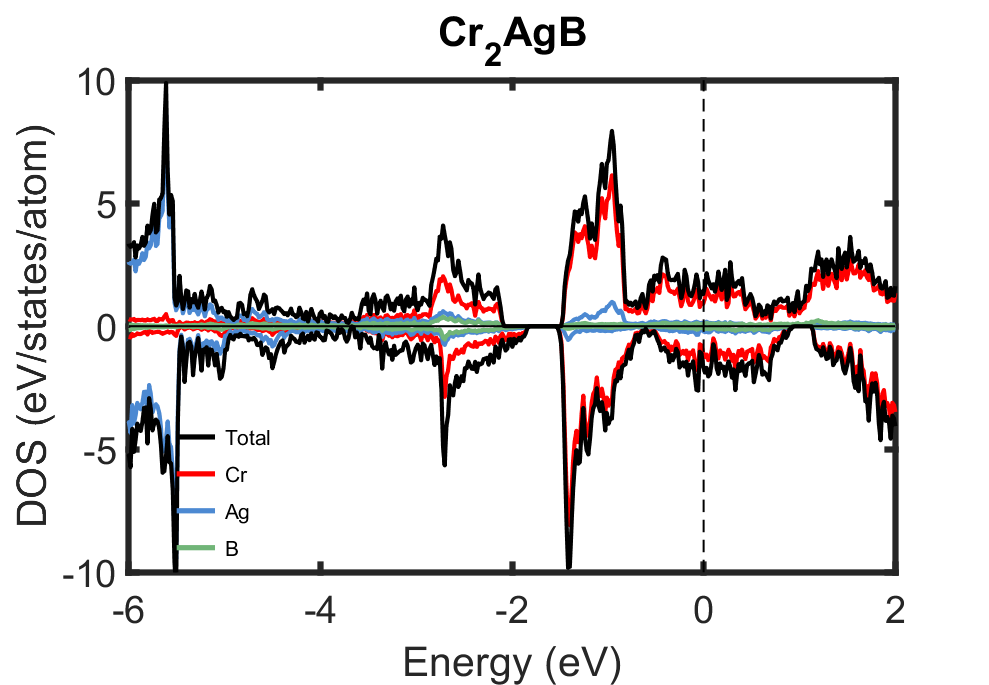 Cr2AgB
DOS (eV/states/atom)
10
5
0
-5
-10
Total
Cr
Ag
B
-6 -4 -2 0 2
Energy (eV)